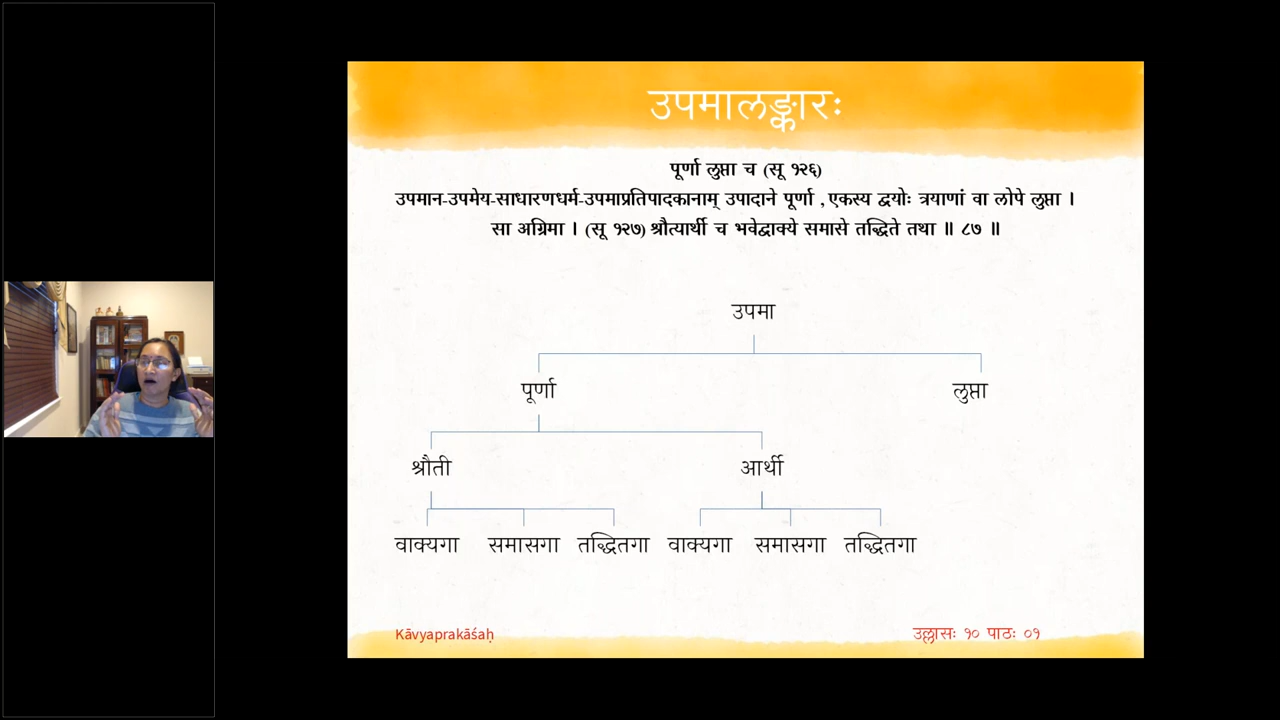 उपमालङ्कारः
पूर्णा लुप्ता च (सू १२६)
उपमान-उपमेय-साधारणधर्म-उपमाप्रतिपादकानाम् उपादाने पूर्णा , एकस्य द्वयोः त्रयाणां वा लोपे लुप्ता ।
सा अग्रिमा । (सू १२७) श्रौत्यार्थी च भवेद्वाक्ये समासे तद्धिते तथा ॥ ८७ ॥
उपमा
पूर्णा लुप्ता
श्रौती आर्थी
वाक्यगा समासगा तद्धितगा वाक्यगा समासगा तद्धितगा
Kāvyaprakāśaḥ उल्लासः १० पाठः ०१